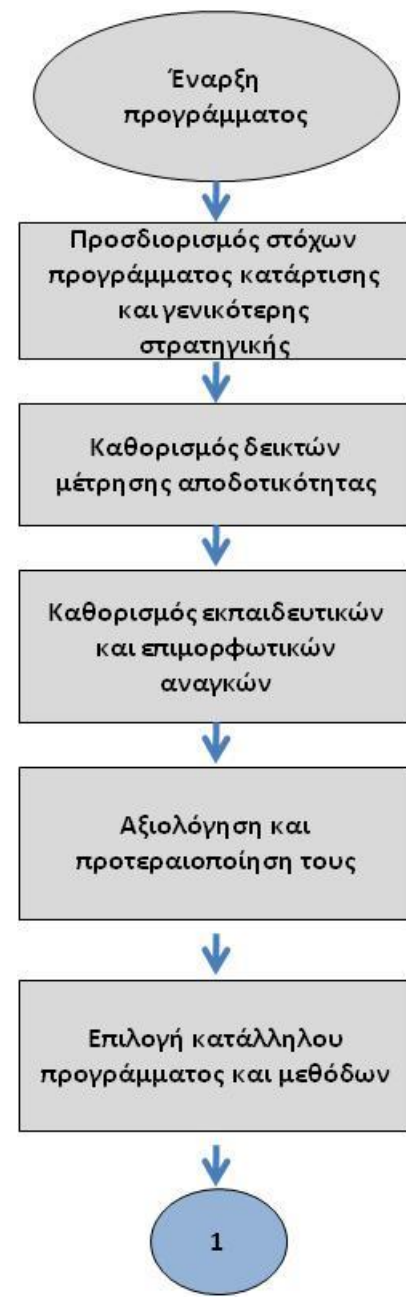 Έναρξη
προγράμματος
Προσδιορισμός στόχων
προγράμματος κατάρτισης
και γενικότερης
στρατηγικής
Καθορισμός δεικτών
μέτρησης αποδοτικότητας
Καθορισμός εκπαιδευτικών
και επιμορφωτικών
αναγκών
Αξιολόγηση και
προτεραιοποίηση τους
Επιλογή κατάλληλου
προγράμματος και μεθόδων
1